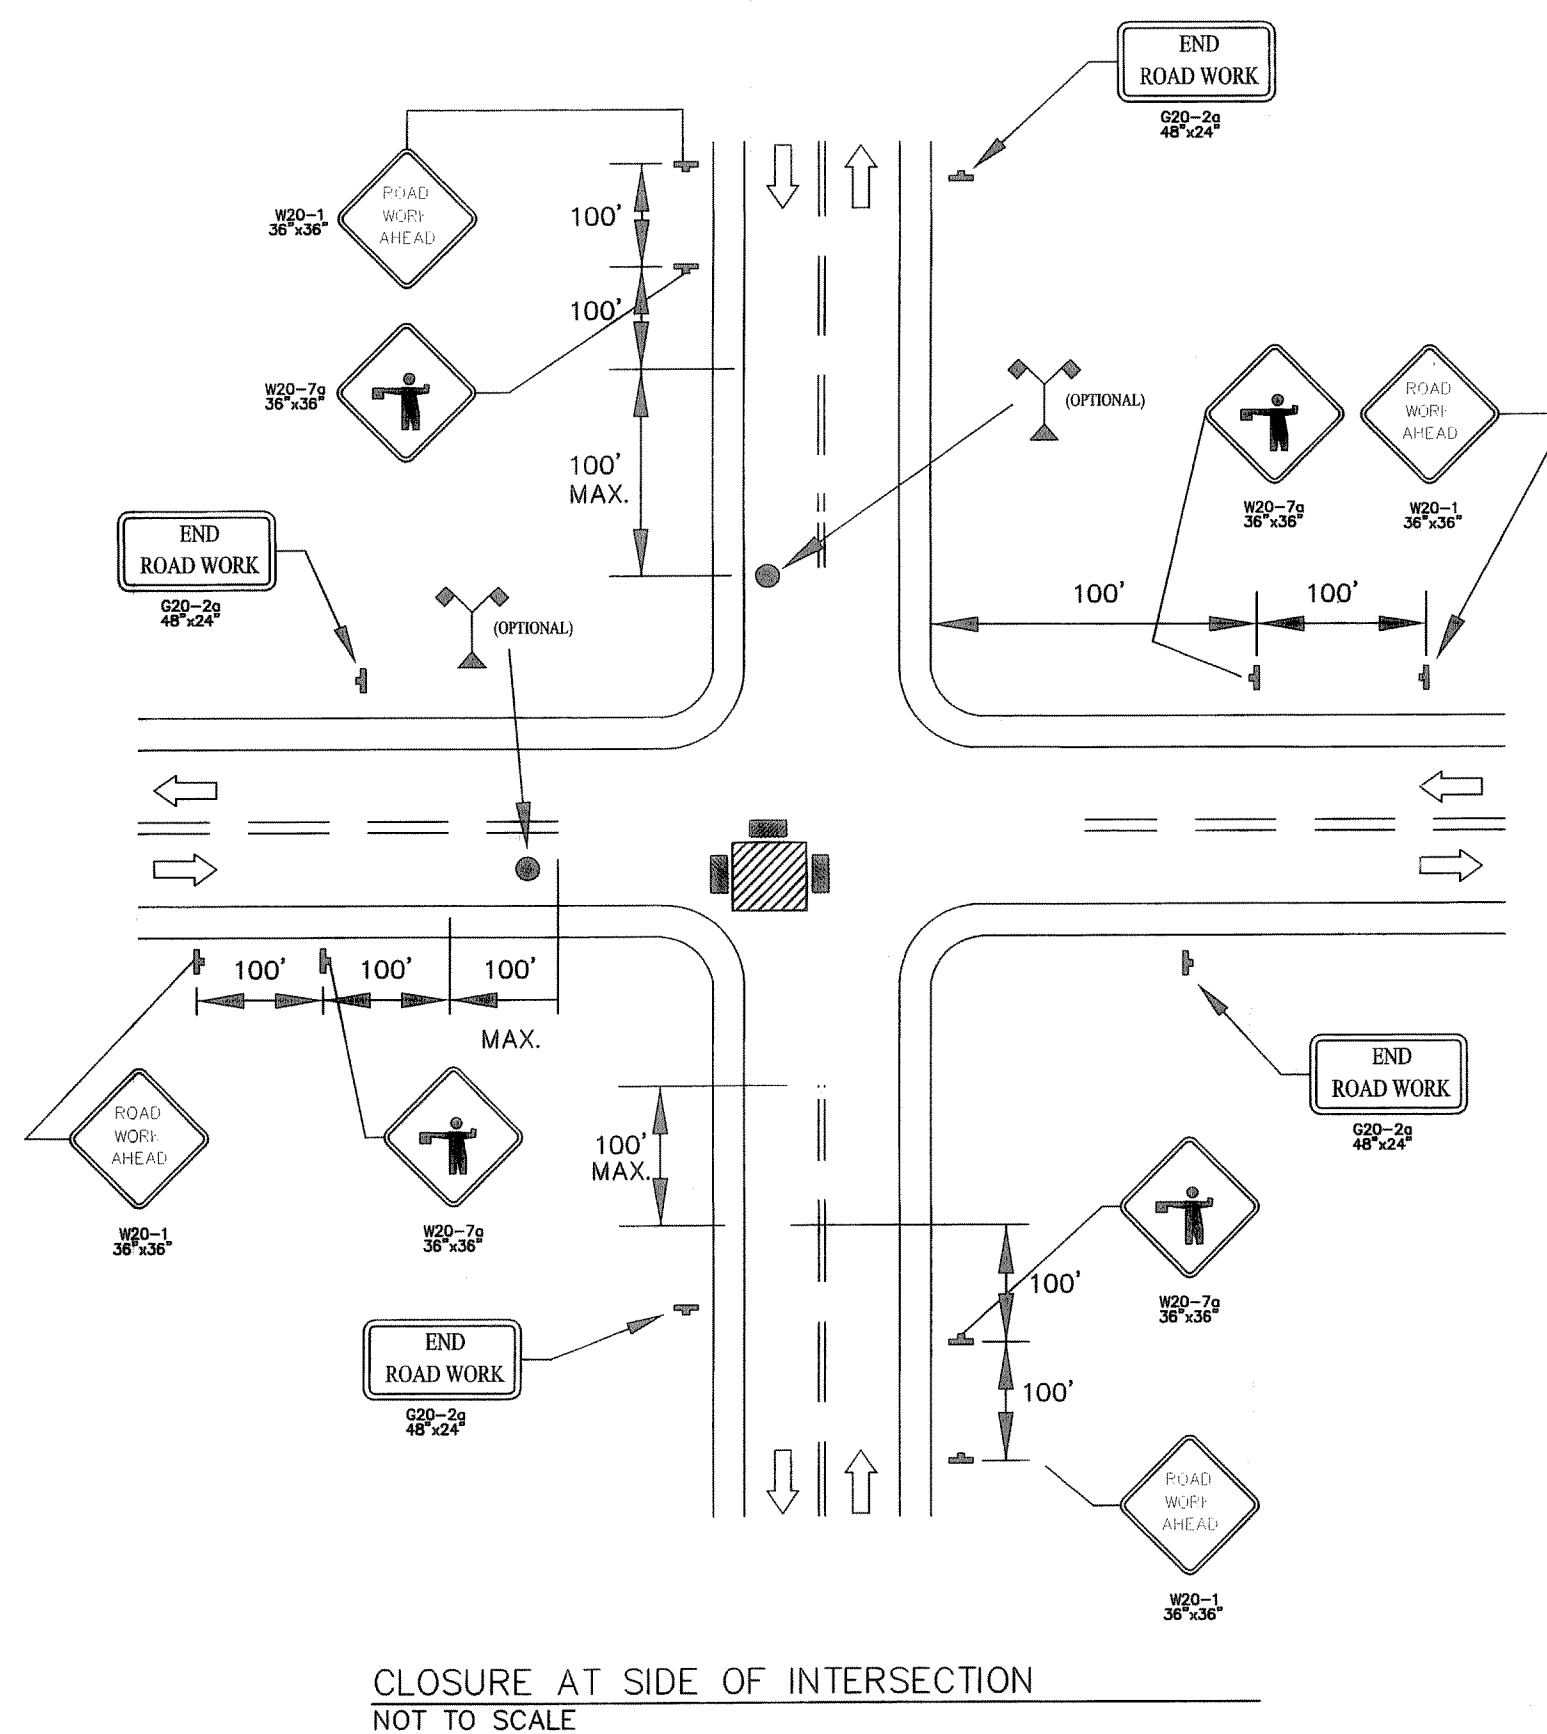 END
ROAD WORK
G20-2a
48"x24"
ROAD
WORK
AHEAD
W20-1
36"x36"
100'
100'
W20-7a
36"x36"
100'
MAX.
(OPTIONAL)
W20-7a
36"x36"
ROAD
WORK
AHEAD
W20-1
36"x36"
END
ROAD WORK
G20-2a
48"x24"
(OPTIONAL)
100'
100'
100'
100'
100'
MAX.
ROAD
WORK
AHEAD
W20-1
36"x36"
W20-7a
36"x36"
100'
MAX.
END
ROAD WORK
G20-2a
48"x24"
W20-7a
36"x36"
100'
100'
END
ROAD WORK
G20-2a
48"x24"
ROAD
WORK
AHEAD
W20-1
36"x36"
CLOSURE AT SIDE OF INTERSECTION
NOT TO SCALE